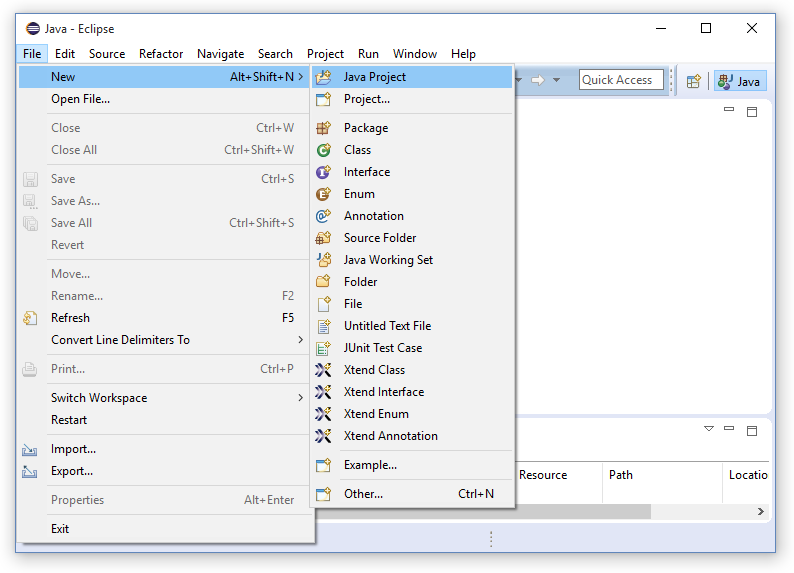 Java - Eclipse
File Edit Source Refactor Navigate Search Project Run Window Help
New Alt+Shift+N
Open File...
Close Ctrl+W
Close All Ctrl+Shift+W
Save Ctrl+S
Save As...
Save All Ctrl+Shift+S
Revert
Move...
Rename... F2
Refresh F5
Convert Line Delimiters To
Print... Ctrl+P
Switch Workspace
Restart
Import...
Export...
Properties Alt+Enter
Exit
Java Project
Project...
Package
Class
Interface
Enum
Annotation
Source Folder
Java Working Set
Folder
File
Untitled Text File
JUnit Test Case
Xtend Class
Xtend Interface
Xtend Enum
Xtend Annotation
Example...
Other... Ctrl+N
Quick Access
Java
Resource Path Locatio